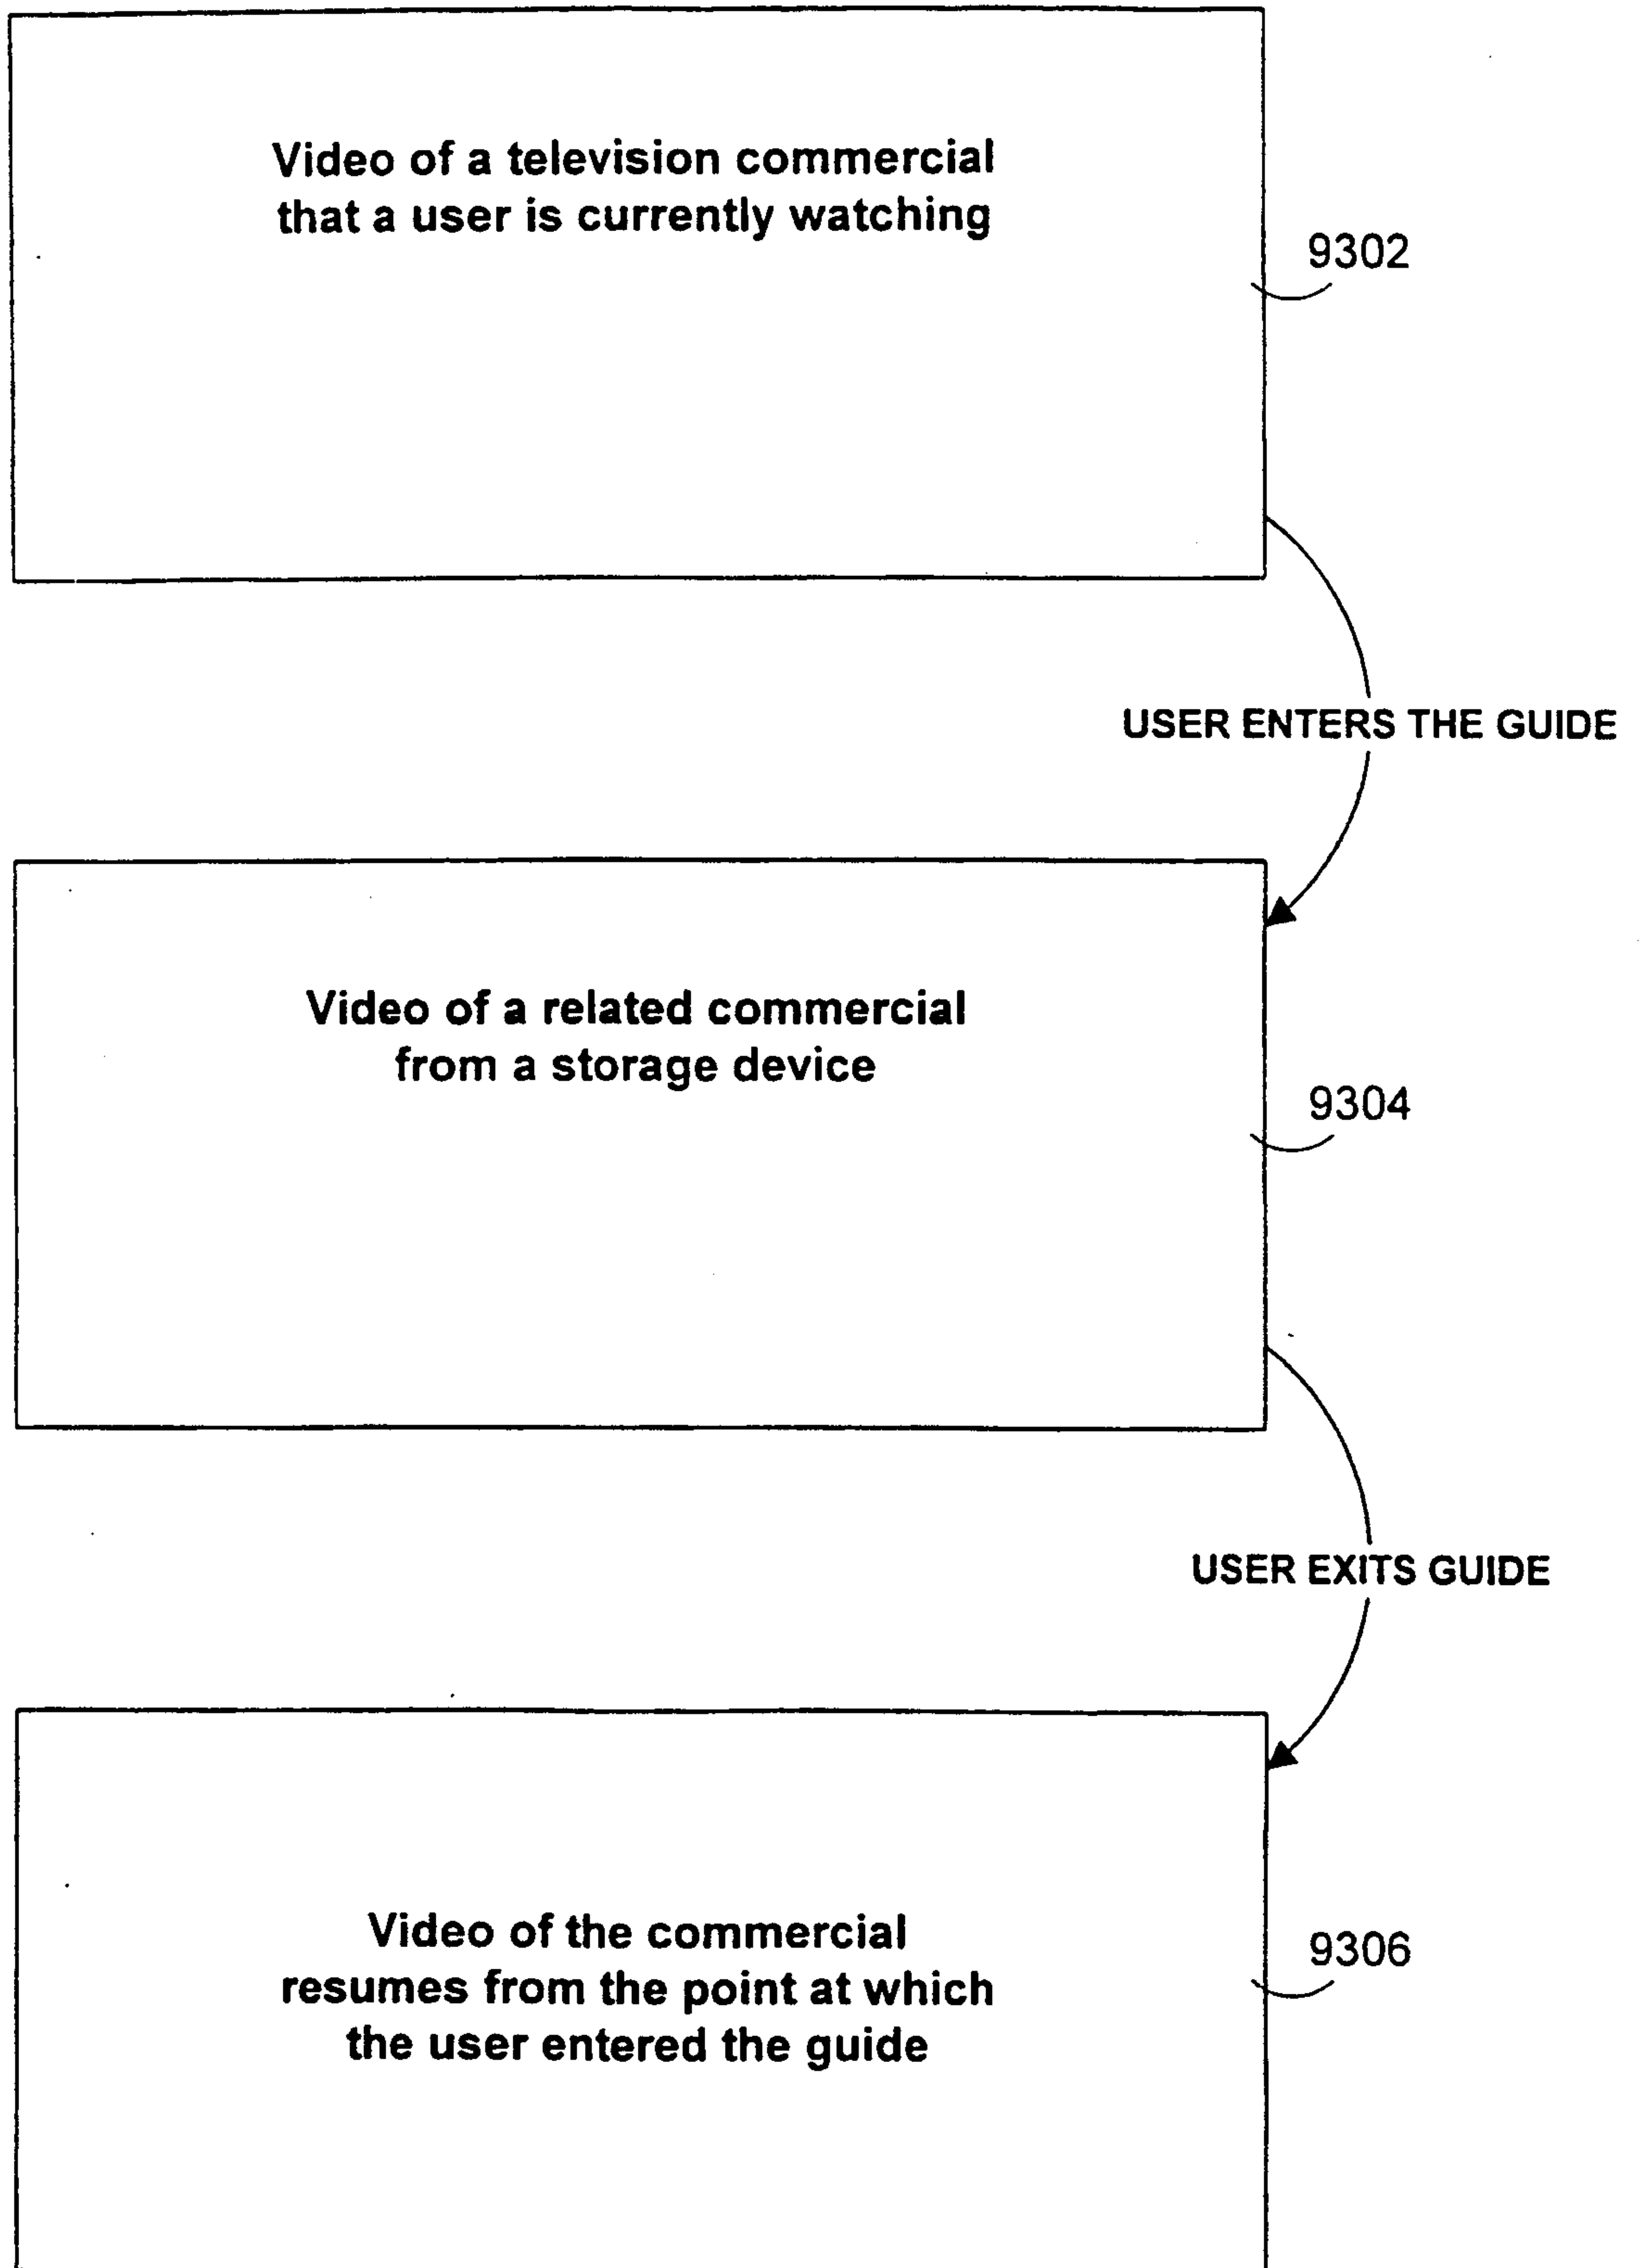 Video of a television commercial
that a user is currently watching
9302
USER ENTERS THE GUIDE
Video of a related commercial
from a storage device
9304
USER EXITS GUIDE
Video of the commercial
resumes from the point at which
the user entered the guide
9306